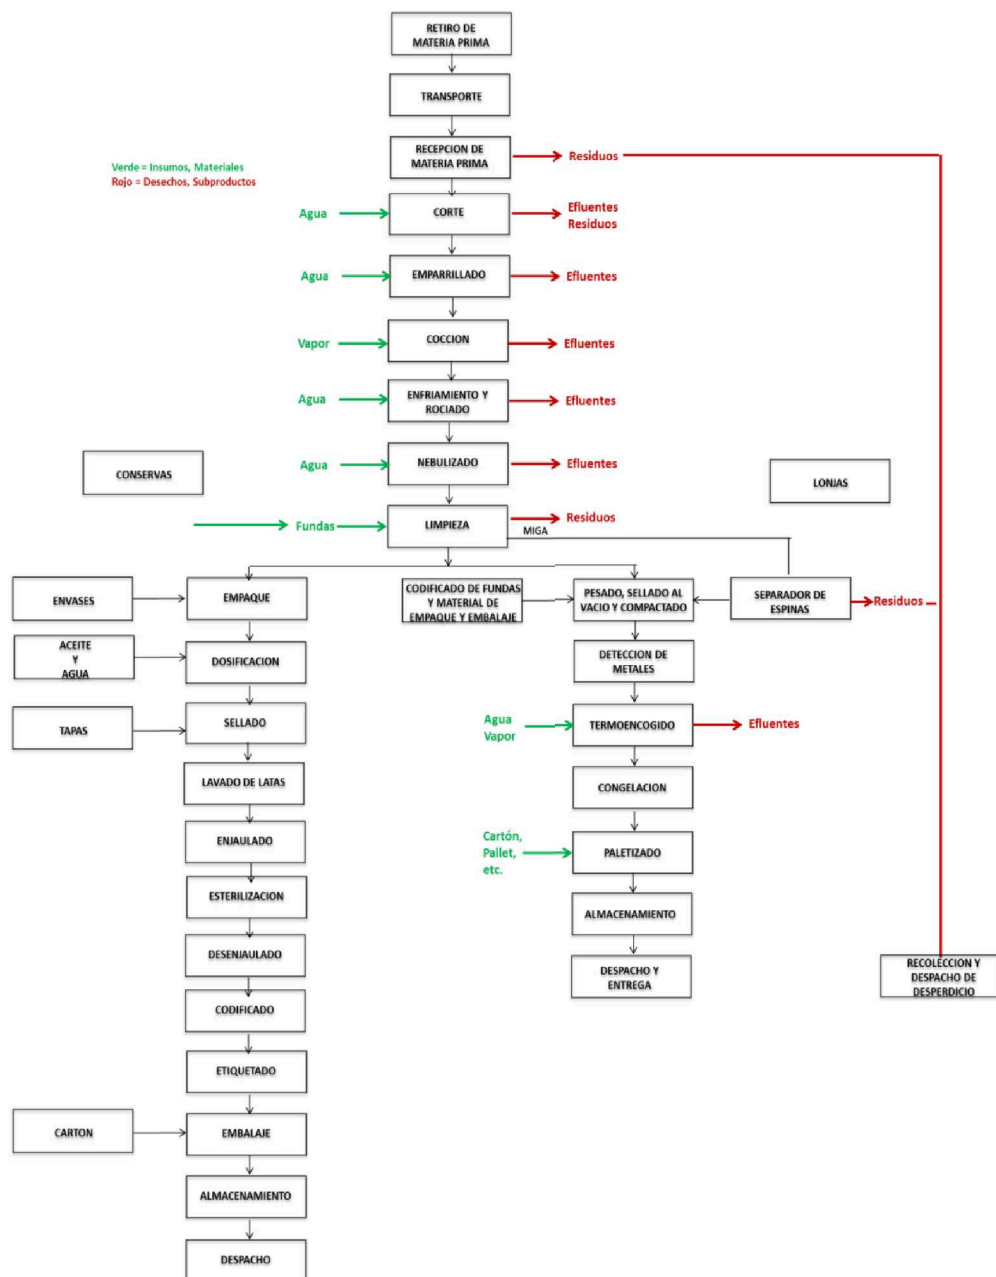 RETIRO DE
MATERIA PRIMA
TRANSPORTE
RECEPCION DE
MATERIA PRIMA
Residuos
Verde = Insumos, Materiales
Rojo = Desechos, Subproductos
Agua
CORTE
Efluentes
Residuos
Agua
EMPARRILLADO
Efluentes
Vapor
COCCION
Efluentes
Agua
ENFRIAMIENTO Y
ROCIADO
Efluentes
CONSERVAS
Agua
NEBULIZADO
Efluentes
LONJAS
Fundas
LIMPIEZA
Residuos
MIGA
ENVASES
EMPAQUE
CODIFICADO DE FUNDAS
Y MATERIAL DE
EMPAQUE Y EMBALAJE
PESADO, SELLADO AL
VACIO Y COMPACTADO
SEPARADOR DE
ESPINAS
Residuos
ACEITE
Y
AGUA
DOSIFICACION
DETECCION DE
METALES
TAPAS
SELLADO
Agua
Vapor
TERMOENCOGIDO
Efluentes
LAVADO DE LATAS
CONGELACION
ENJAULADO
Cartón,
Pallet,
etc.
PALETIZADO
ESTERILIZACION
ALMACENAMIENTO
DESENJAULADO
DESPACHO Y
ENTREGA
RECOLECCION Y
DESPACHO DE
DESPERDICIO
CODIFICADO
ETIQUETADO
CARTON
EMBALAJE
ALMACENAMIENTO
DESPACHO